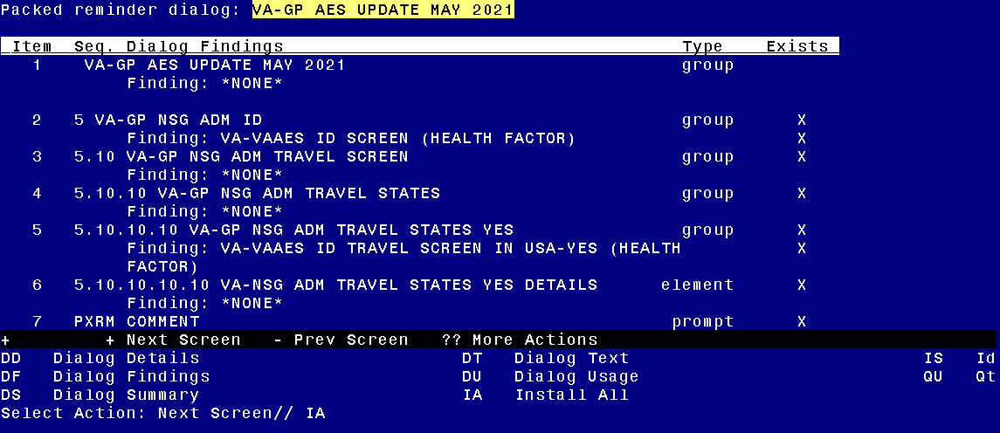 Packed reminder dialog: VA-GP AES UPDATE MAY 2021
Item Seq. Dialog Findings Type Exists
1 VA-GP AES UPDATE MAY 2021 group
Finding: *NONE*
2 5 VA-GP NSG ADM ID group X
Finding: VA-VAAES ID SCREEN (HEALTH FACTOR) X
3 5.10 VA-GP NSG ADM TRAVEL SCREEN group X
Finding: *NONE*
4 5.10.10 VA-GP NSG ADM TRAVEL STATES group X
Finding: *NONE*
5 5.10.10.10 VA-GP NSG ADM TRAVEL STATES YES group X
Finding: VA-VAAES ID TRAVEL SCREEN IN USA-YES (HEALTH X
FACTOR)
6 5.10.10.10.10 VA-NSG ADM TRAVEL STATES YES DETAILS element X
Finding: *NONE*
7 PXRM COMMENT prompt X
+ + Next Screen - Prev Screen ?? More Actions
DD Dialog Details DT Dialog Text IS Id
DF Dialog Findings DU Dialog Usage QU Qt
DS Dialog Summary IA Install All
Select Action: Next Screen// IA